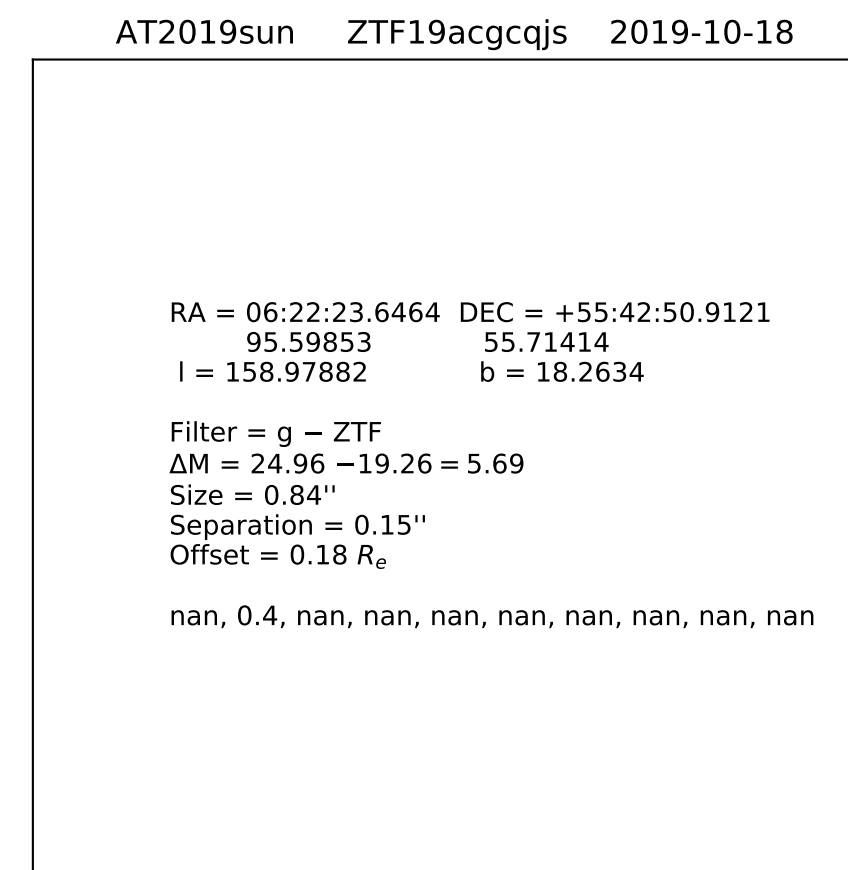 AT2019sun ZTF19acgcqjs 2019-10-18
RA = 06:22:23.6464 DEC = +55:42:50.9121
95.59853 55.71414
l = 158.97882 b = 18.2634
Filter = g − ZTF
ΔM = 24.96 −19.26 = 5.69
Size = 0.84''
Separation = 0.15''
Offset = 0.18 Re
nan, 0.4, nan, nan, nan, nan, nan, nan, nan, nan